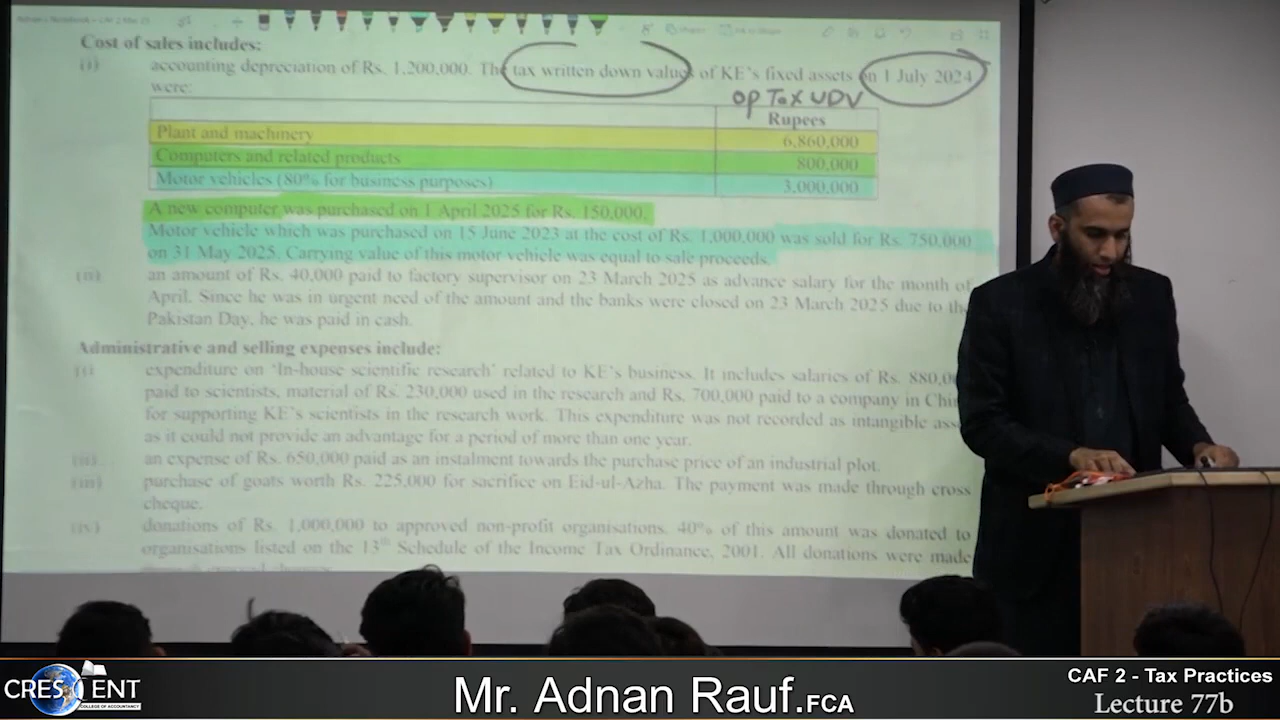 Cost of sales includes:
(i) accounting depreciation of Rs. 1,200,000. The tax written down values of KE's fixed assets on 1 July 2024
were:
OP Tax WDV
Rupees
Plant and machinery 6,860,000
Computers and related products 800,000
Motor vehicles (80% for business purposes) 3,000,000
A new computer was purchased on 1 April 2025 for Rs. 150,000.
Motor vehicle which was purchased on 15 June 2023 at the cost of Rs. 1,000,000 was sold for Rs. 750,000
on 31 May 2025. Carrying value of this motor vehicle was equal to sale proceeds.
(ii) an amount of Rs. 40,000 paid to factory supervisor on 23 March 2025 as advance salary for the month of
April. Since he was in urgent need of the amount and the banks were closed on 23 March 2025 due to the
Pakistan Day, he was paid in cash.
Administrative and selling expenses include:
(i) expenditure on 'In-house scientific research' related to KE's business. It includes salaries of Rs. 880,0
paid to scientists, material of Rs. 230,000 used in the research and Rs. 700,000 paid to a company in Chin
for supporting KE's scientists in the research work. This expenditure was not recorded as intangible asse
as it could not provide an advantage for a period of more than one year.
(ii) an expense of Rs. 650,000 paid as an instalment towards the purchase price of an industrial plot.
(iii) purchase of goats worth Rs. 225,000 for sacrifice on Eid-ul-Azha. The payment was made through cross
cheque.
(iv) donations of Rs. 1,000,000 to approved non-profit organisations. 40% of this amount was donated to
organisations listed on the 13th Schedule of the Income Tax Ordinance, 2001. All donations were made
CRESCENT
COLLEGE OF ACCOUNTANCY
Mr. Adnan Rauf.FCA
CAF 2 - Tax Practices
Lecture 77b